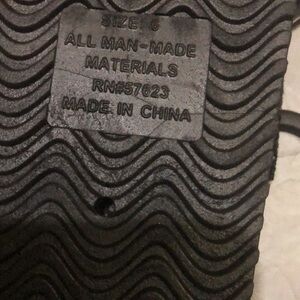 SIZE: 6
ALL MAN-MADE
MATERIALS
RN#57623
MADE IN CHINA